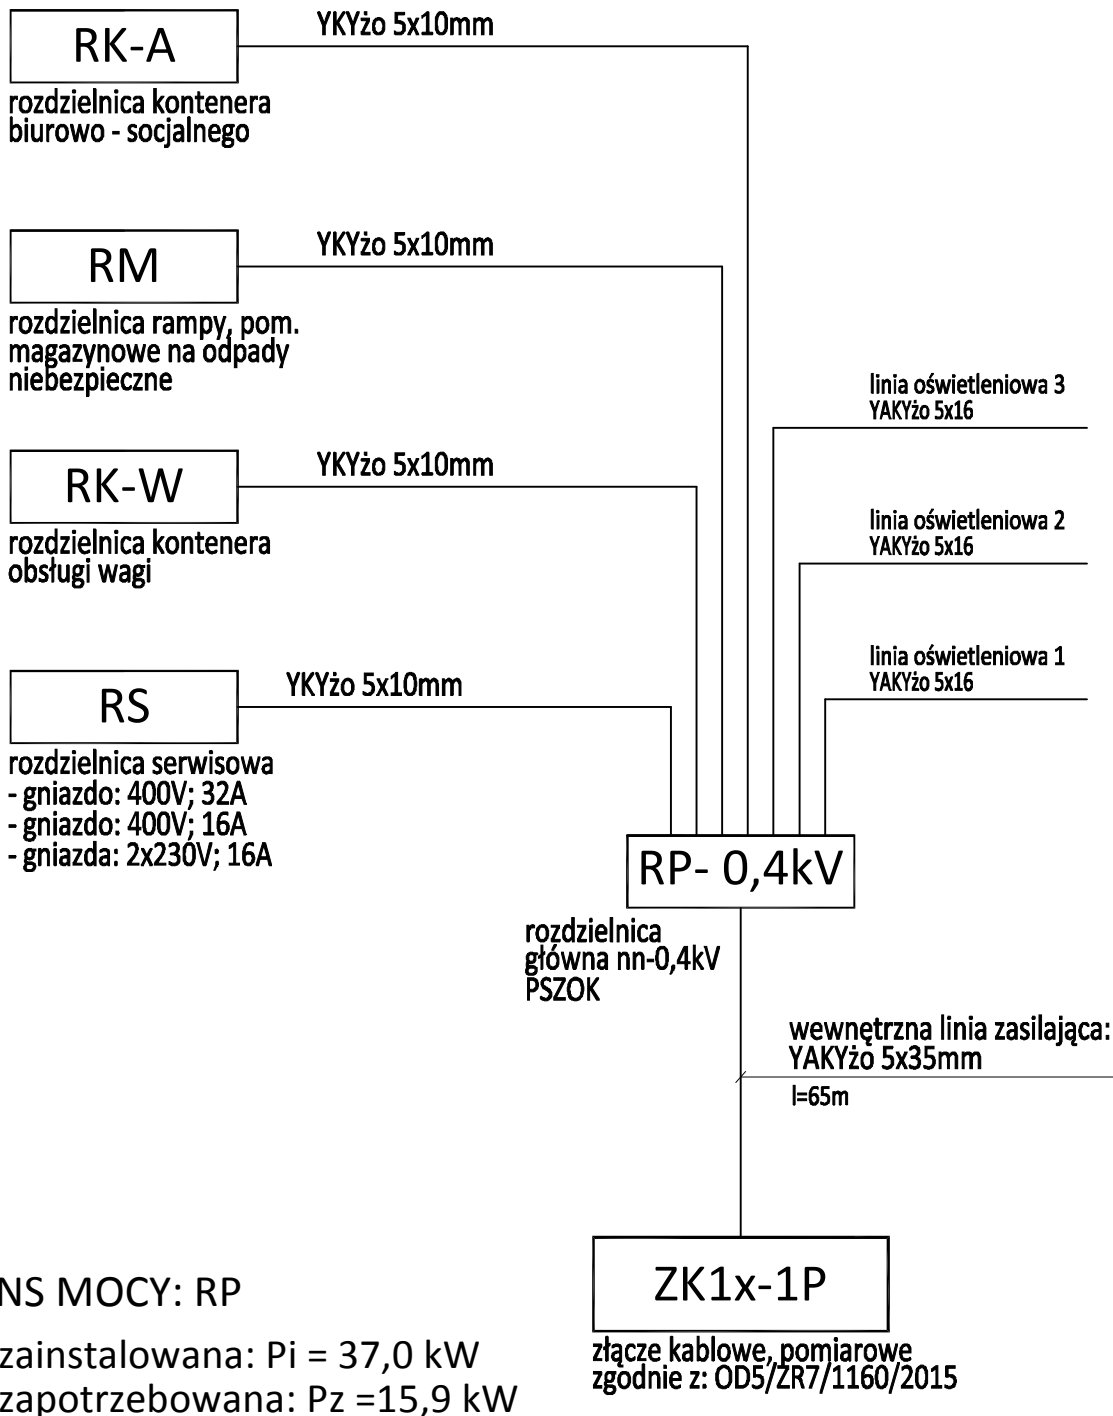 RK-A
YKYżo 5x10mm
rozdzielnica kontenera
biurowo - socjalnego
RM
YKYżo 5x10mm
rozdzielnica rampy, pom.
magazynowe na odpady
niebezpieczne
RK-W
YKYżo 5x10mm
rozdzielnica kontenera
obsługi wagi
RS
YKYżo 5x10mm
rozdzielnica serwisowa
- gniazdo: 400V; 32A
- gniazdo: 400V; 16A
- gniazda: 2x230V; 16A
linia oświetleniowa 3
YAKYżo 5x16
linia oświetleniowa 2
YAKYżo 5x16
linia oświetleniowa 1
YAKYżo 5x16
RP- 0,4kV
rozdzielnica
główna nn-0,4kV
PSZOK
wewnętrzna linia zasilająca:
YAKYżo 5x35mm
l=65m
ZK1x-1P
złącze kablowe, pomiarowe
zgodnie z: OD5/ZR7/1160/2015
NS MOCY: RP
zainstalowana: Pi = 37,0 kW
zapotrzebowana: Pz =15,9 kW